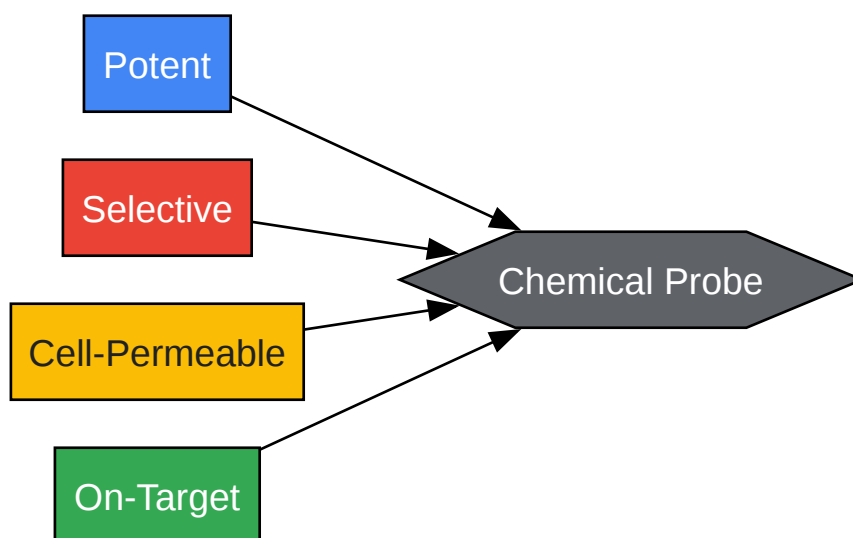 Potent
Selective
Chemical Probe
Cell-Permeable
On-Target